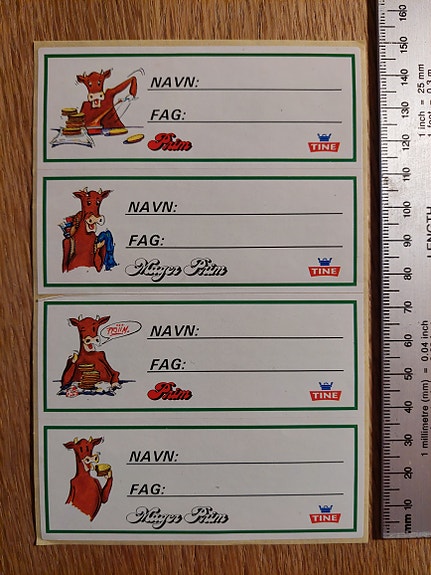 NAVN:
FAG:
Prim
TINE
NAVN:
FAG:
Mager Prim
TINE
NAVN:
FAG:
Prim
TINE
NAVN:
FAG:
Mager Prim
TINE
160
150
140
130
120
110
100
90
80
70
60
50
40
30
20
mm 10
1 inch = 25 mm
LENGTH
1 millimetre (mm) = 0.04 inch